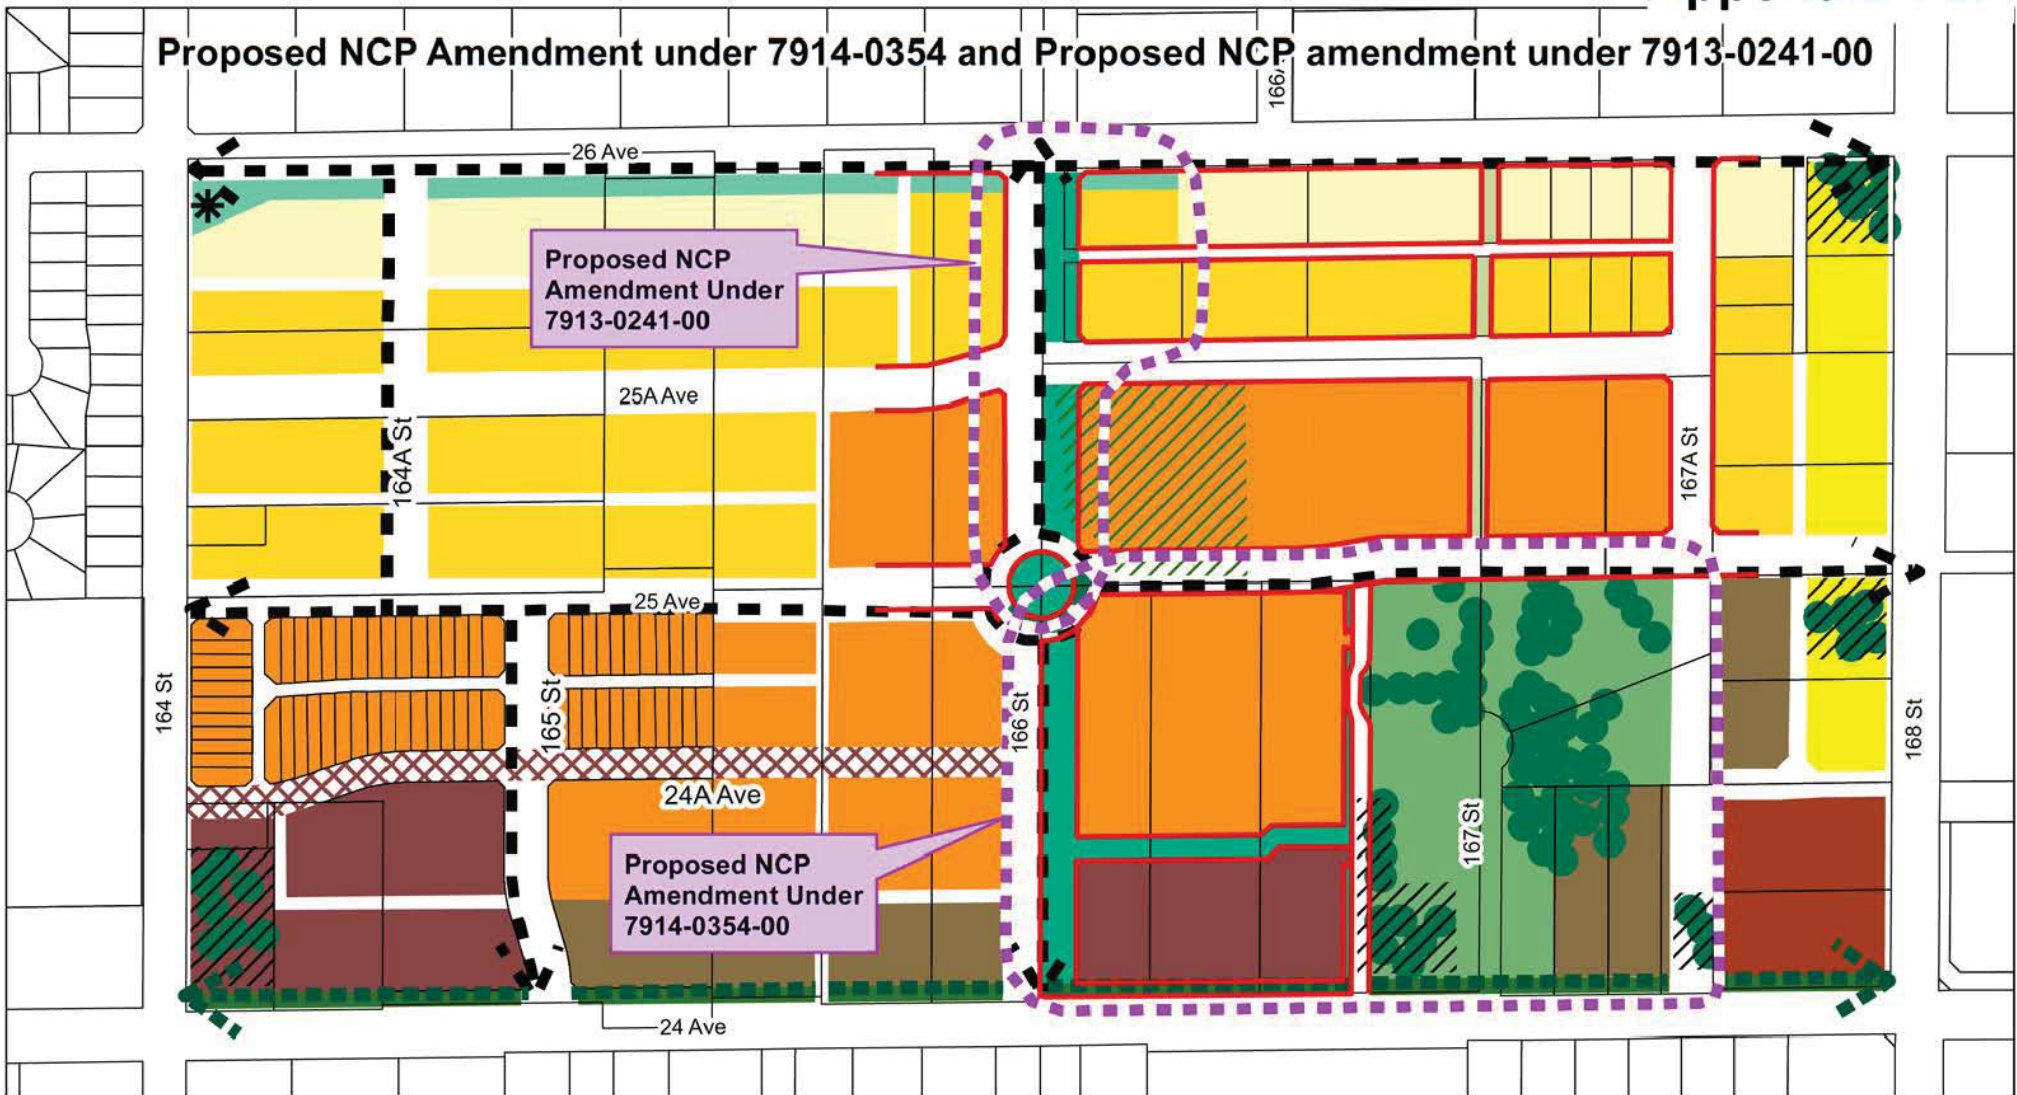 Proposed NCP Amendment under 7914-0354 and Proposed NCP amendment under 7913-0241-00
26 Ave
Proposed NCP
Amendment Under
7913-0241-00
25A Ave
164A St
167A St
25 Ave
164 St
165 St
166 St
168 St
24A Ave
167 St
Proposed NCP
Amendment Under
7914-0354-00
24 Ave